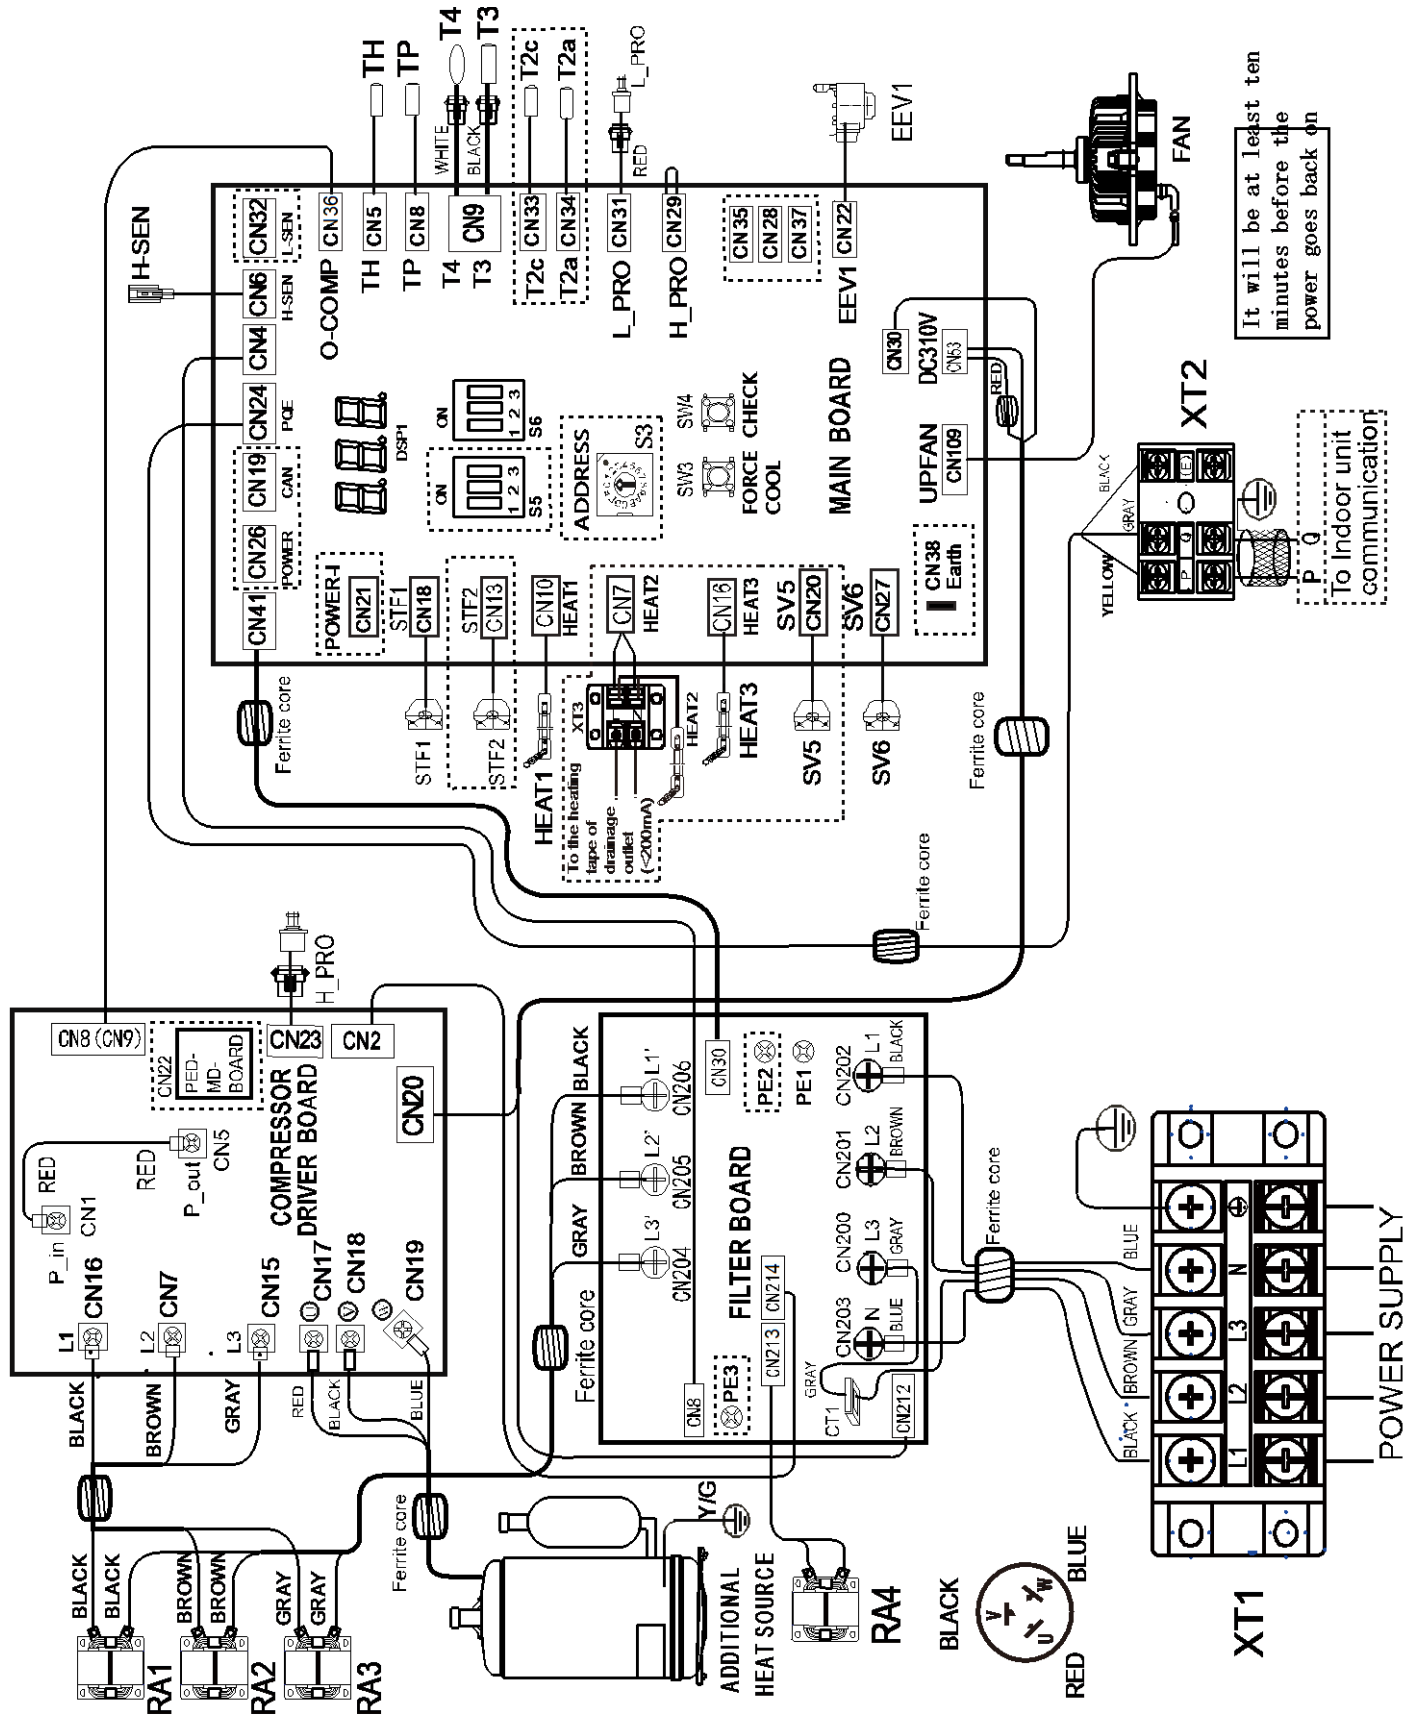 RA1
BLACK
BLACK
RA2
BROWN
BROWN
RA3
GRAY
GRAY
BLACK
BROWN
GRAY
RED
BLACK
BLUE
Ferrite core
L1
CN16
L2
CN7
L3
CN15
U
CN17
V
CN18
W
CN19
P_in
CN1
RED
RED
P_out
CN5
COMPRESSOR
DRIVER BOARD
CN8 (CN9)
CN22
PED-
MD-
BOARD
CN23
CN2
CN20
H_PRO
Y/G
ADDITIONAL
HEAT SOURCE
RA4
BLACK
RED
BLUE
V
U
W
Ferrite core
GRAY
BROWN
BLACK
L3'
L2'
L1'
CN204
CN205
CN206
CN8
PE3
CN213
CN214
FILTER BOARD
CN30
PE2
PE1
CT1
GRAY
CN212
CN203
N
BLUE
CN200
L3
GRAY
CN201
L2
BROWN
CN202
L1
BLACK
Ferrite core
BLACK
BROWN
GRAY
BLUE
L1
L2
L3
N
XT1
POWER SUPPLY
Ferrite core
Ferrite core
Ferrite core
CN41
CN26
POWER
CN19
CAN
CN24
PQE
CN4
CN6
H-SEN
CN32
L-SEN
H-SEN
POWER-I
CN21
DSP1
O-COMP
CN36
STF1
STF1
CN18
TH
CN5
TH
STF2
STF2
CN13
ON
1 2 3
S5
ON
1 2 3
S6
TP
CN8
TP
T4
T3
CN9
WHITE
BLACK
T4
T3
T4
T3
HEAT1
CN10
HEAT1
T2c
CN33
T2c
T2a
CN34
T2a
ADDRESS
S3
XT3
CN7
HEAT2
HEAT2
To the heating
tape of
drainage
outlet
(<200mA)
L_PRO
CN31
RED
L_PRO
H_PRO
CN29
HEAT3
CN16
HEAT3
SW3
FORCE
COOL
SW4
CHECK
CN35
CN28
CN37
SV5
SV5
CN20
SV6
SV6
CN27
MAIN BOARD
EEV1
CN22
EEV1
CN38
Earth
UPFAN
CN109
CN30
DC310V
CN53
RED
FAN
YELLOW
GRAY
BLACK
P
Q
(E)
XT2
P
Q
To Indoor unit
communication
It will be at least ten
minutes before the
power goes back on